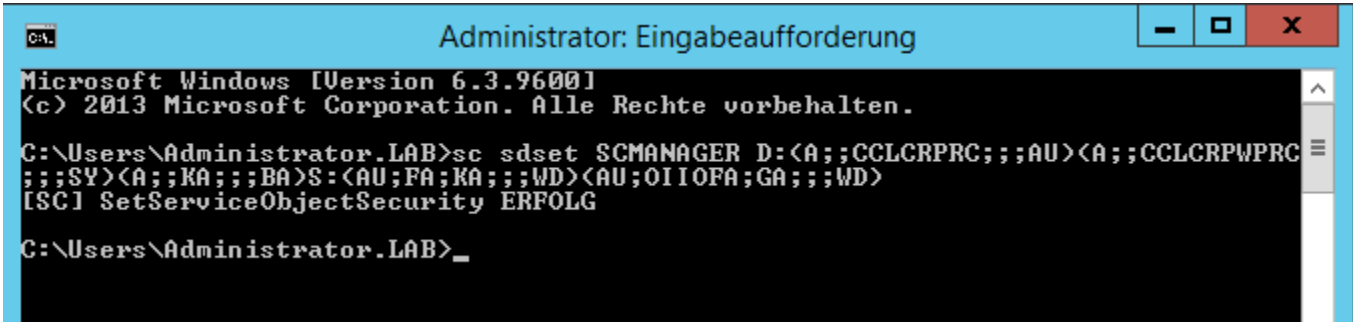 Administrator: Eingabeaufforderung
Microsoft Windows [Version 6.3.9600]
(c) 2013 Microsoft Corporation. Alle Rechte vorbehalten.
C:\Users\Administrator.LAB>sc sdset SCMANAGER D:(A;;CCLCRPRC;;;AU)(A;;CCLCRPWPRC
;;;SY)(A;;KA;;;BA)S:(AU;FA;KA;;;WD)(AU;OIIOFA;GA;;;WD)
[SC] SetServiceObjectSecurity ERFOLG
C:\Users\Administrator.LAB>_